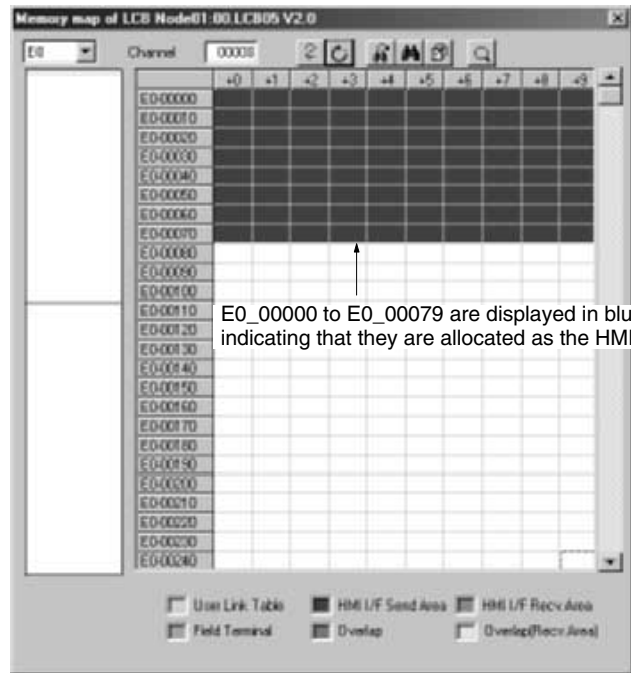 Memory map of LCB Node01:00.LCB05 V2.0
E0 Channel 00000
+0 +1 +2 +3 +4 +5 +6 +7 +8 +9
E0-00000
E0-00010
E0-00020
E0-00030
E0-00040
E0-00050
E0-00060
E0-00070
E0-00080
E0-00090
E0-00100
E0-00110
E0_00000 to E0_00079 are displayed in blu
E0-00120
indicating that they are allocated as the HMI
E0-00130
E0-00140
E0-00150
E0-00160
E0-00170
E0-00180
E0-00190
E0-00200
E0-00210
E0-00220
E0-00230
E0-00240
User Link Table HMI I/F Send Area HMI I/F Recv.Area
Field Terminal Overlap Overlap(Recv.Area)